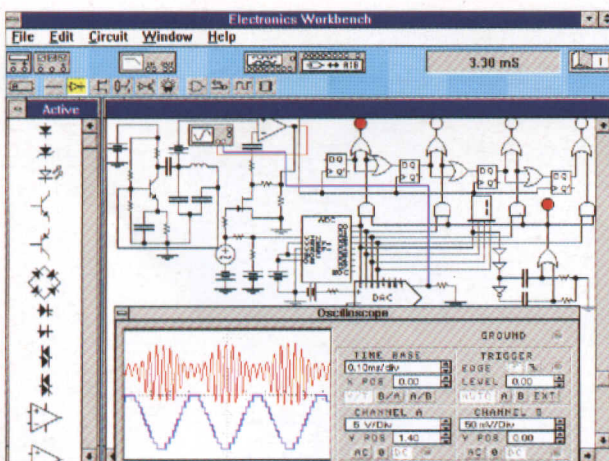 Electronics Workbench
File Edit Circuit Window Help
3.30 mS
Active
ADC
DAC
Oscilloscope
GROUND
TIME BASE
0.10ms/div
X POS 0.00
Y/T B/A A/B
TRIGGER
EDGE
LEVEL 0.00
AUTO A B EXT
CHANNEL A
5 V/Div
Y POS 1.40
AC 0 DC
CHANNEL B
50 mV/Div
Y POS 0.00
AC 0 DC